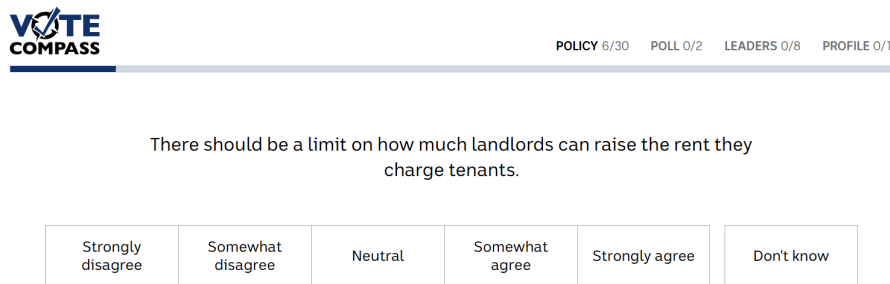 VOTE
COMPASS
POLICY 6/30 POLL 0/2 LEADERS 0/8 PROFILE 0/1
There should be a limit on how much landlords can raise the rent they
charge tenants.
Strongly
disagree
Somewhat
disagree
Neutral
Somewhat
agree
Strongly agree
Don't know